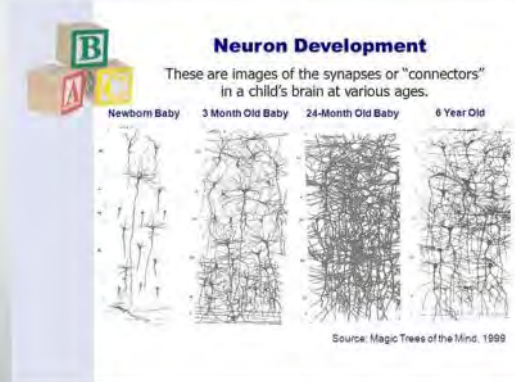 B
A C
Neuron Development
These are images of the synapses or "connectors"
in a child's brain at various ages.
Newborn Baby 3 Month Old Baby 24-Month Old Baby 6 Year Old
Source: Magic Trees of the Mind, 1999